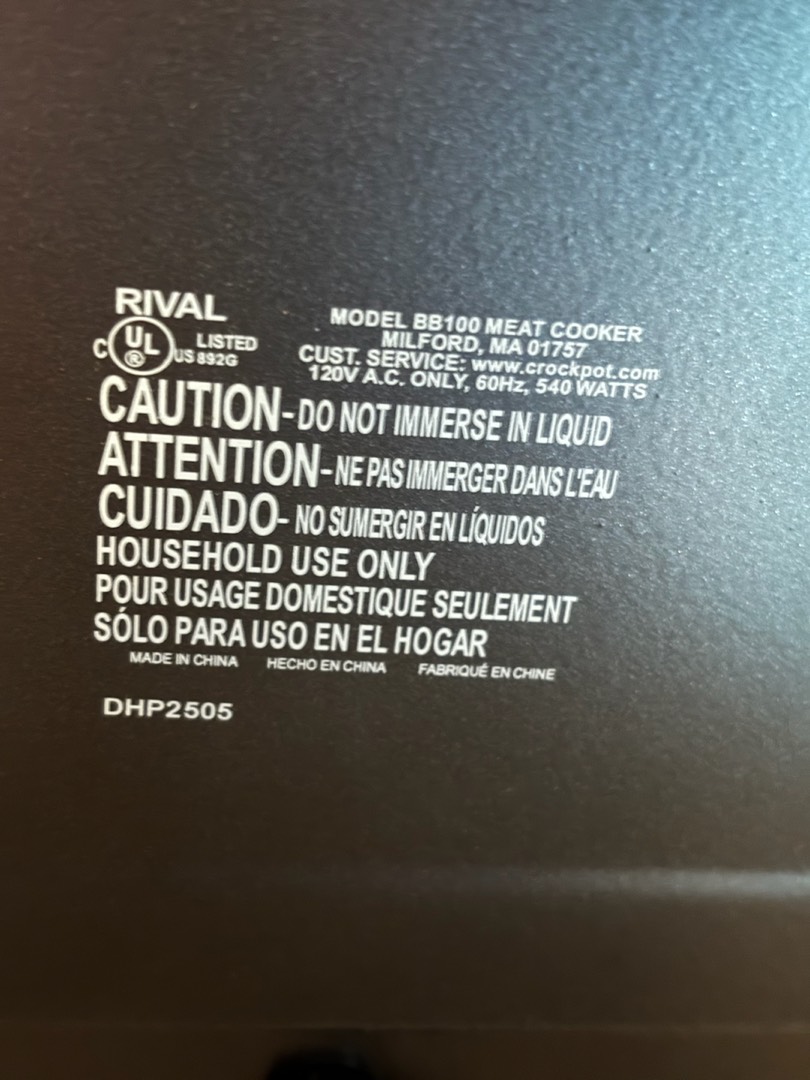 RIVAL
C UL ® US LISTED 892G
MODEL BB100 MEAT COOKER
MILFORD, MA 01757
CUST. SERVICE: www.crockpot.com
120V A.C. ONLY, 60Hz, 540 WATTS
CAUTION-DO NOT IMMERSE IN LIQUID
ATTENTION-NE PAS IMMERGER DANS L'EAU
CUIDADO- NO SUMERGIR EN LÍQUIDOS
HOUSEHOLD USE ONLY
POUR USAGE DOMESTIQUE SEULEMENT
SÓLO PARA USO EN EL HOGAR
MADE IN CHINA HECHO EN CHINA FABRIQUÉ EN CHINE
DHP2505